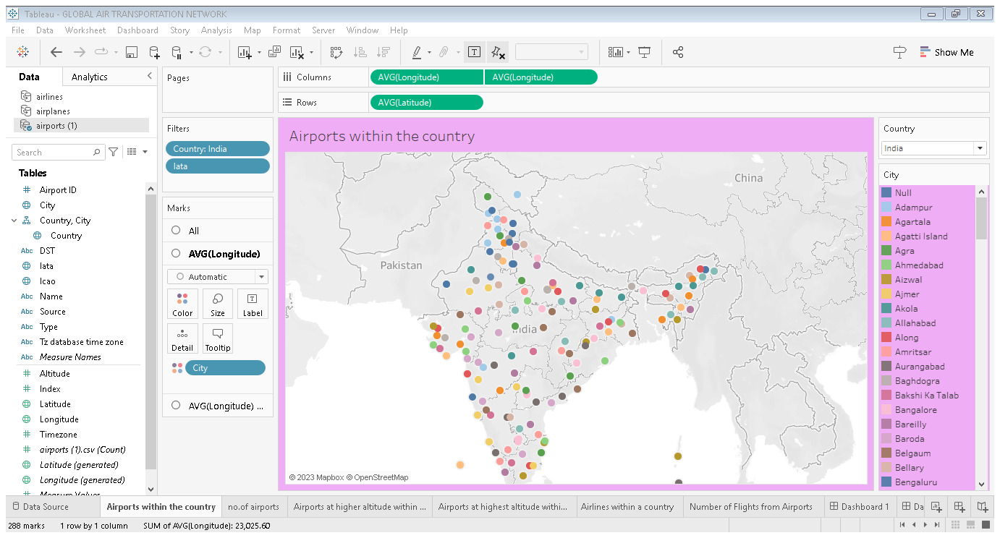 Tableau - GLOBAL AIR TRANSPORTATION NETWORK
File Data Worksheet Dashboard Story Analysis Map Format Server Window Help
Show Me
Data Analytics
airlines
airplanes
airports (1)
Search
Tables
Airport ID
City
Country, City
Country
Abc DST
Abc Iata
Abc Icao
Abc Name
Abc Source
Abc Type
Abc Tz database time zone
Abc Measure Names
Altitude
Index
Latitude
Longitude
Timezone
airports (1).csv (Count)
Latitude (generated)
Longitude (generated)
Measure Values
Pages
Filters
Country: India
Iata
Marks
All
AVG(Longitude)
Automatic
Color Size Label
Detail Tooltip
City
AVG(Longitude) ...
Columns AVG(Longitude) AVG(Longitude)
Rows AVG(Latitude)
Airports within the country
China
Pakistan
India
© 2023 Mapbox © OpenStreetMap
Country
India
City
Null
Adampur
Agartala
Agatti Island
Agra
Ahmedabad
Aizwal
Ajmer
Akola
Allahabad
Along
Amritsar
Aurangabad
Baghdogra
Bakshi Ka Talab
Bangalore
Bareilly
Baroda
Belgaum
Bellary
Bengaluru
Data Source Airports within the country no.of airports Airports at higher altitude within ... Airports at highest altitude withi... Airlines within a country Number of Flights from Airports Dashboard 1 Da
288 marks 1 row by 1 column SUM of AVG(Longitude): 23,025.60